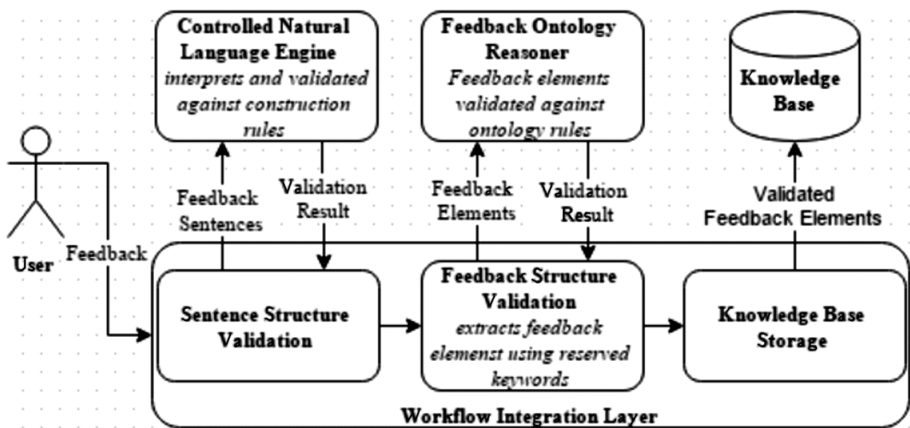 Controlled Natural
Language Engine
interprets and validated
against construction
rules
Feedback Ontology
Reasoner
Feedback elements
validated against
ontology rules
Knowledge
Base
Feedback
Sentences
Validation
Result
Feedback
Elements
Validation
Result
Validated
Feedback Elements
User
Feedback
Sentence Structure
Validation
Feedback Structure
Validation
extracts feedback
elemenst using reserved
keywords
Knowledge Base
Storage
Workflow Integration Layer